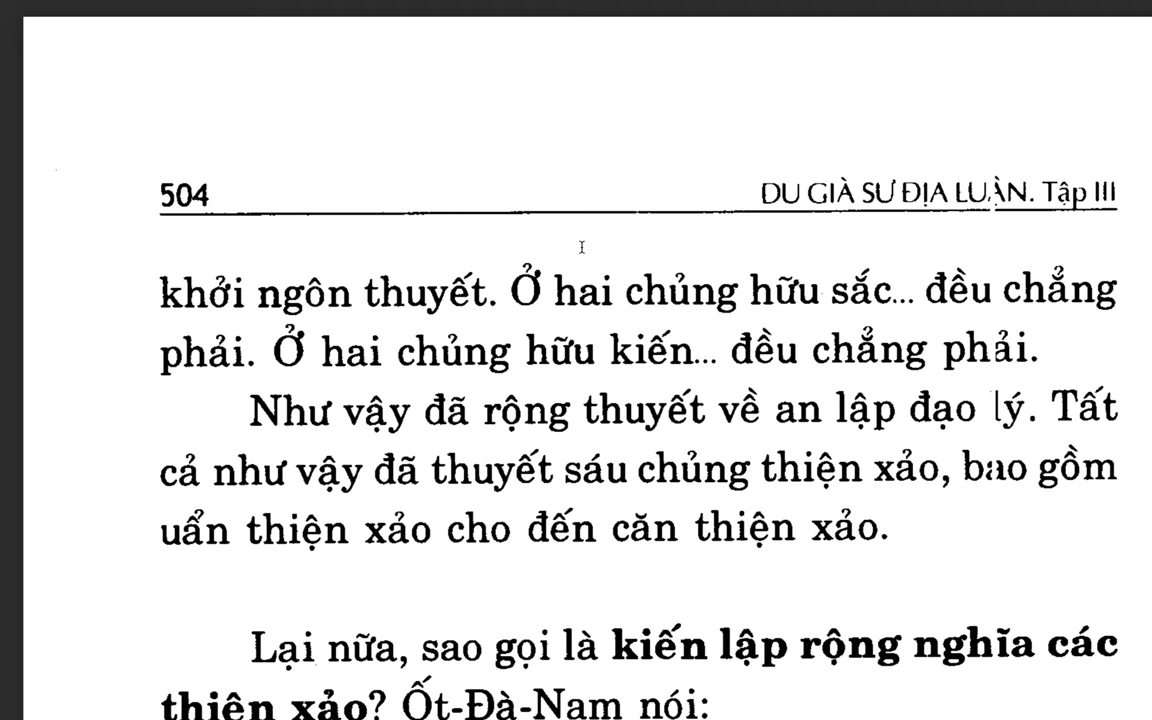 504 DU GIÀ SƯ ĐỊA LUẬN. Tập III
khởi ngôn thuyết. Ở hai chủng hữu sắc... đều chẳng
phải. Ở hai chủng hữu kiến... đều chẳng phải.
Như vậy đã rộng thuyết về an lập đạo lý. Tất
cả như vậy đã thuyết sáu chủng thiện xảo, bao gồm
uẩn thiện xảo cho đến căn thiện xảo.
Lại nữa, sao gọi là kiến lập rộng nghĩa các
thiện xảo? Ốt-Đà-Nam nói: